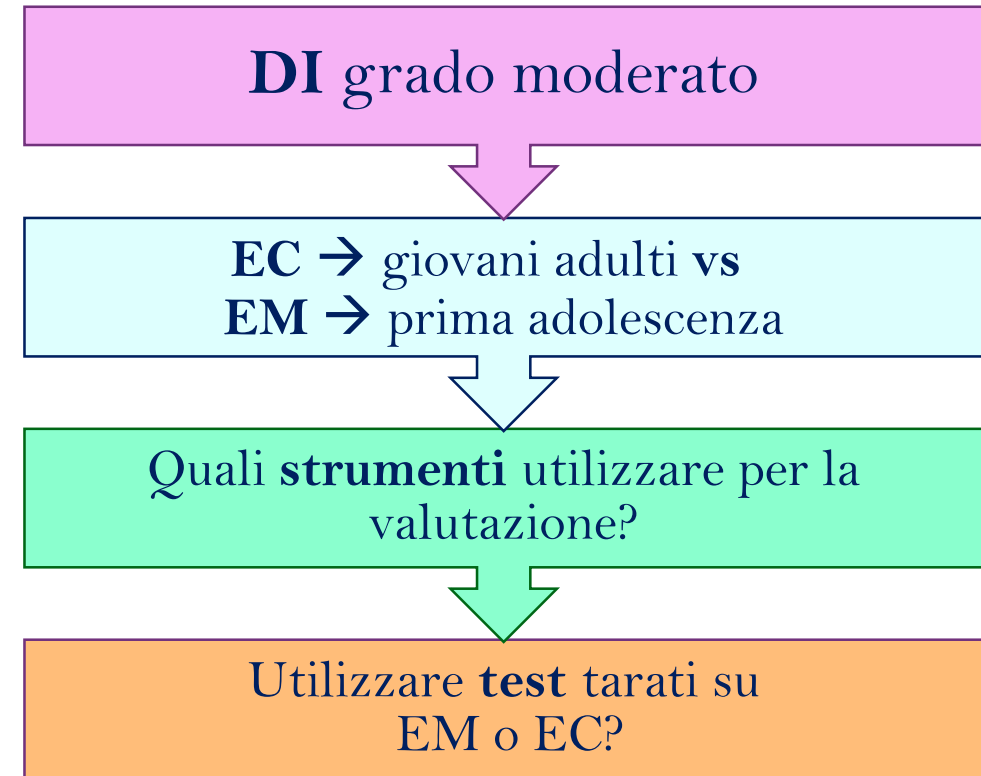 DI grado moderato
EC → giovani adulti vs
EM → prima adolescenza
Quali strumenti utilizzare per la
valutazione?
Utilizzare test tarati su
EM o EC?